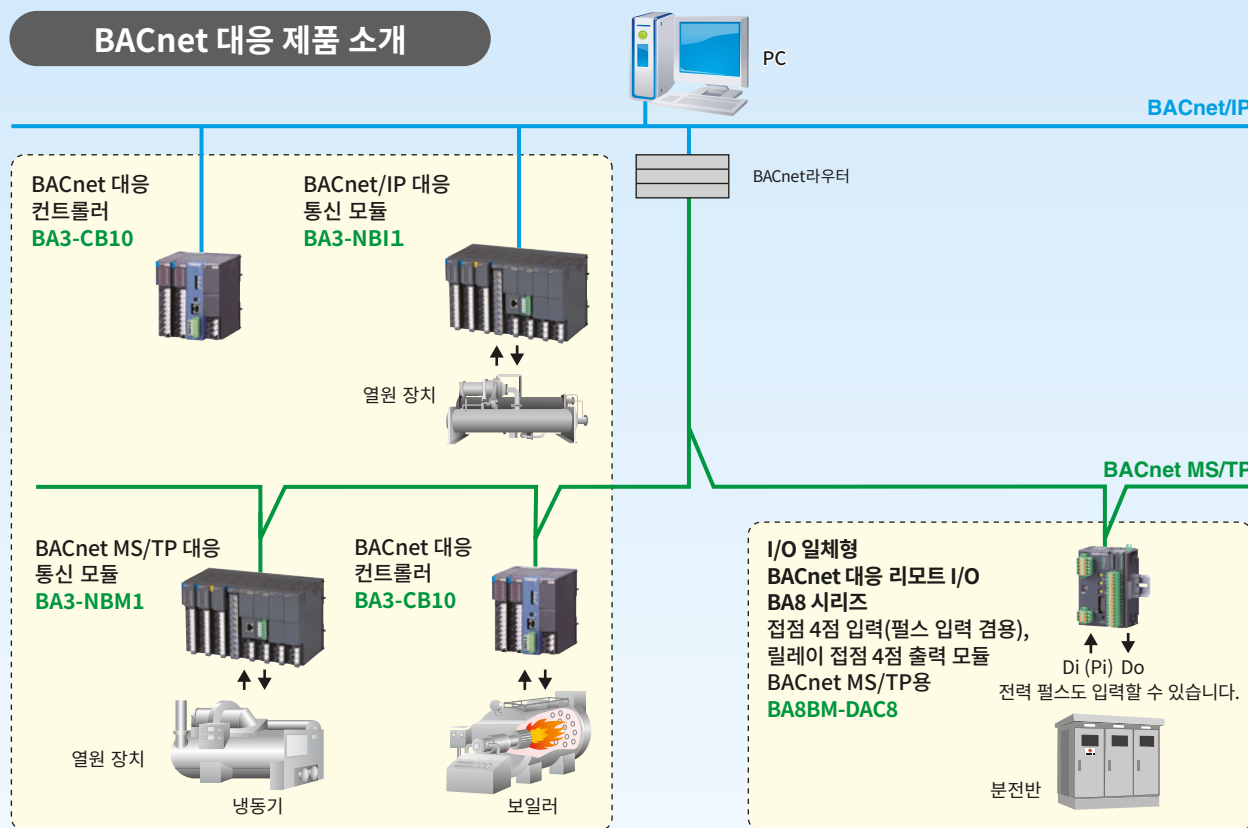 BACnet 대응 제품 소개
PC
BACnet/IP
BACnet 대응
컨트롤러
BA3-CB10
BACnet/IP 대응
통신 모듈
BA3-NBI1
BACnet라우터
열원 장치
BACnet MS/TP
BACnet MS/TP 대응
통신 모듈
BA3-NBM1
BACnet 대응
컨트롤러
BA3-CB10
열원 장치
냉동기
보일러
I/O 일체형
BACnet 대응 리모트 I/O
BA8 시리즈
접점 4점 입력(펄스 입력 겸용),
릴레이 접점 4점 출력 모듈
BACnet MS/TP용
BA8BM-DAC8
Di (Pi) Do
전력 펄스도 입력할 수 있습니다.
분전반